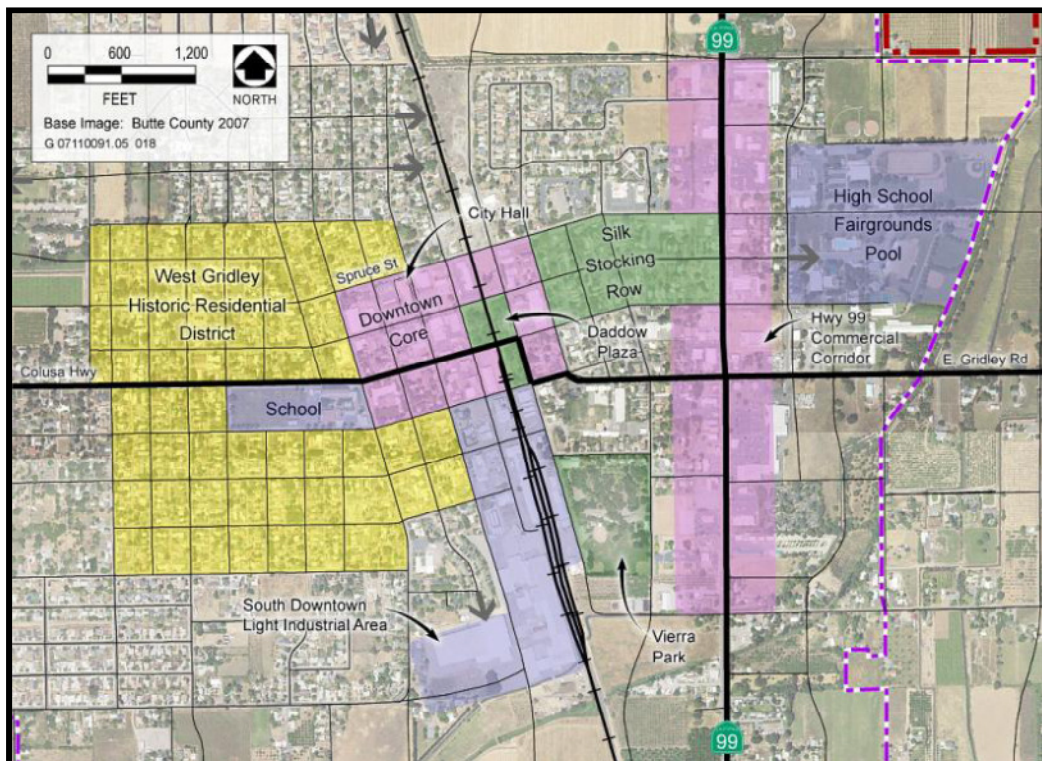 0 600 1,200
FEET
NORTH
Base Image: Butte County 2007
G 07110091.05 018
99
City Hall
High School
Fairgrounds
Pool
Silk
Stocking
Row
Spruce St
West Gridley
Historic Residential
District
Downtown
Core
Daddow
Plaza
Hwy 99
Commercial
Corridor
Colusa Hwy
E. Gridley Rd
School
South Downtown
Light Industrial Area
Vierra
Park
99